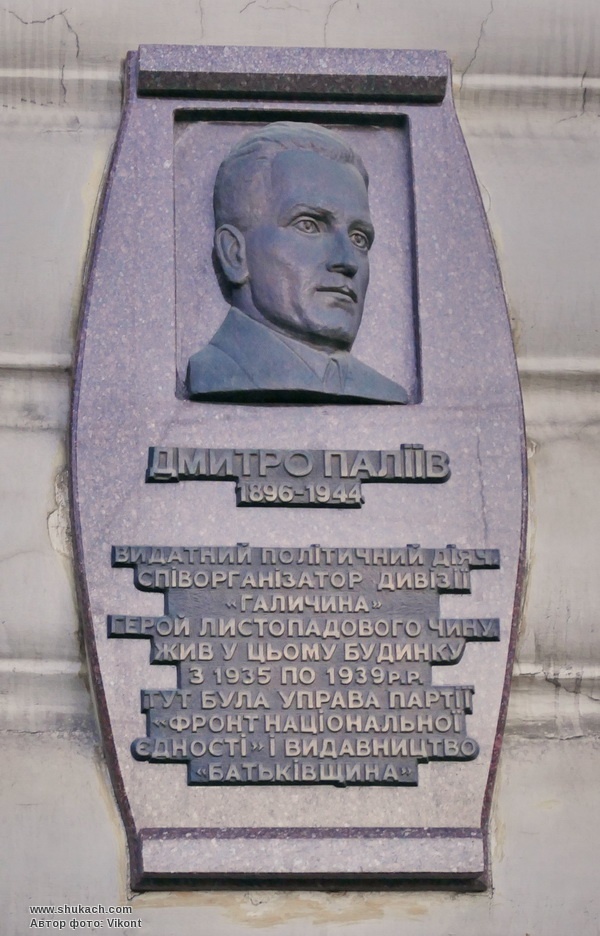 ДМИТРО ПАЛІЇВ
1896-1944
ВИДАТНИЙ ПОЛІТИЧНИЙ ДІЯЧ,
СПІВОРГАНІЗАТОР ДИВІЗІЇ
«ГАЛИЧИНА»
ГЕРОЙ ЛИСТОПАДОВОГО ЧИНУ
ЖИВ У ЦЬОМУ БУДИНКУ
З 1935 ПО 1939 Р.Р.
ТУТ БУЛА УПРАВА ПАРТІЇ
«ФРОНТ НАЦІОНАЛЬНОЇ
ЄДНОСТІ» І ВИДАВНИЦТВО
«БАТЬКІВЩИНА»
www.shukach.com
Автор фото: Vikont